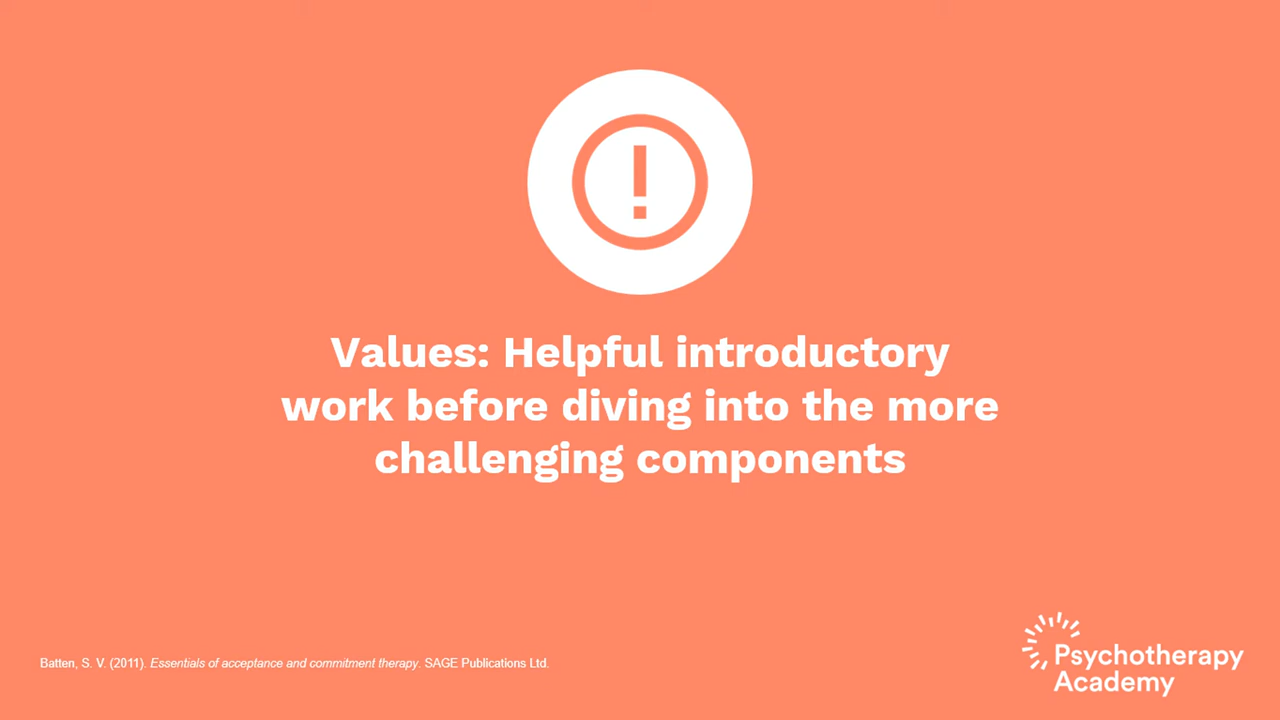 Values: Helpful introductory
work before diving into the more
challenging components
Batten, S. V. (2011). Essentials of acceptance and commitment therapy. SAGE Publications Ltd.
Psychotherapy
Academy